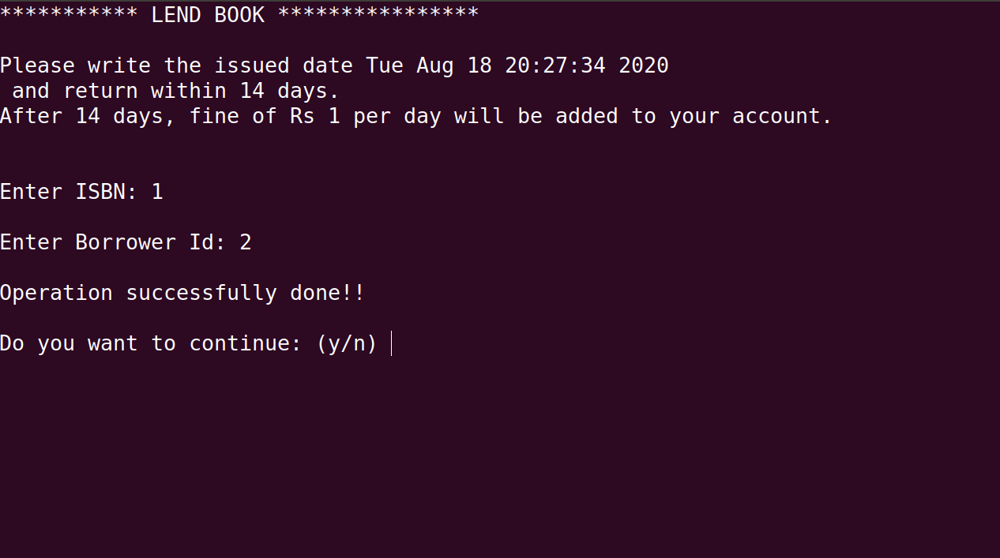 *********** LEND BOOK ****************
Please write the issued date Tue Aug 18 20:27:34 2020
and return within 14 days.
After 14 days, fine of Rs 1 per day will be added to your account.
Enter ISBN: 1
Enter Borrower Id: 2
Operation successfully done!!
Do you want to continue: (y/n)